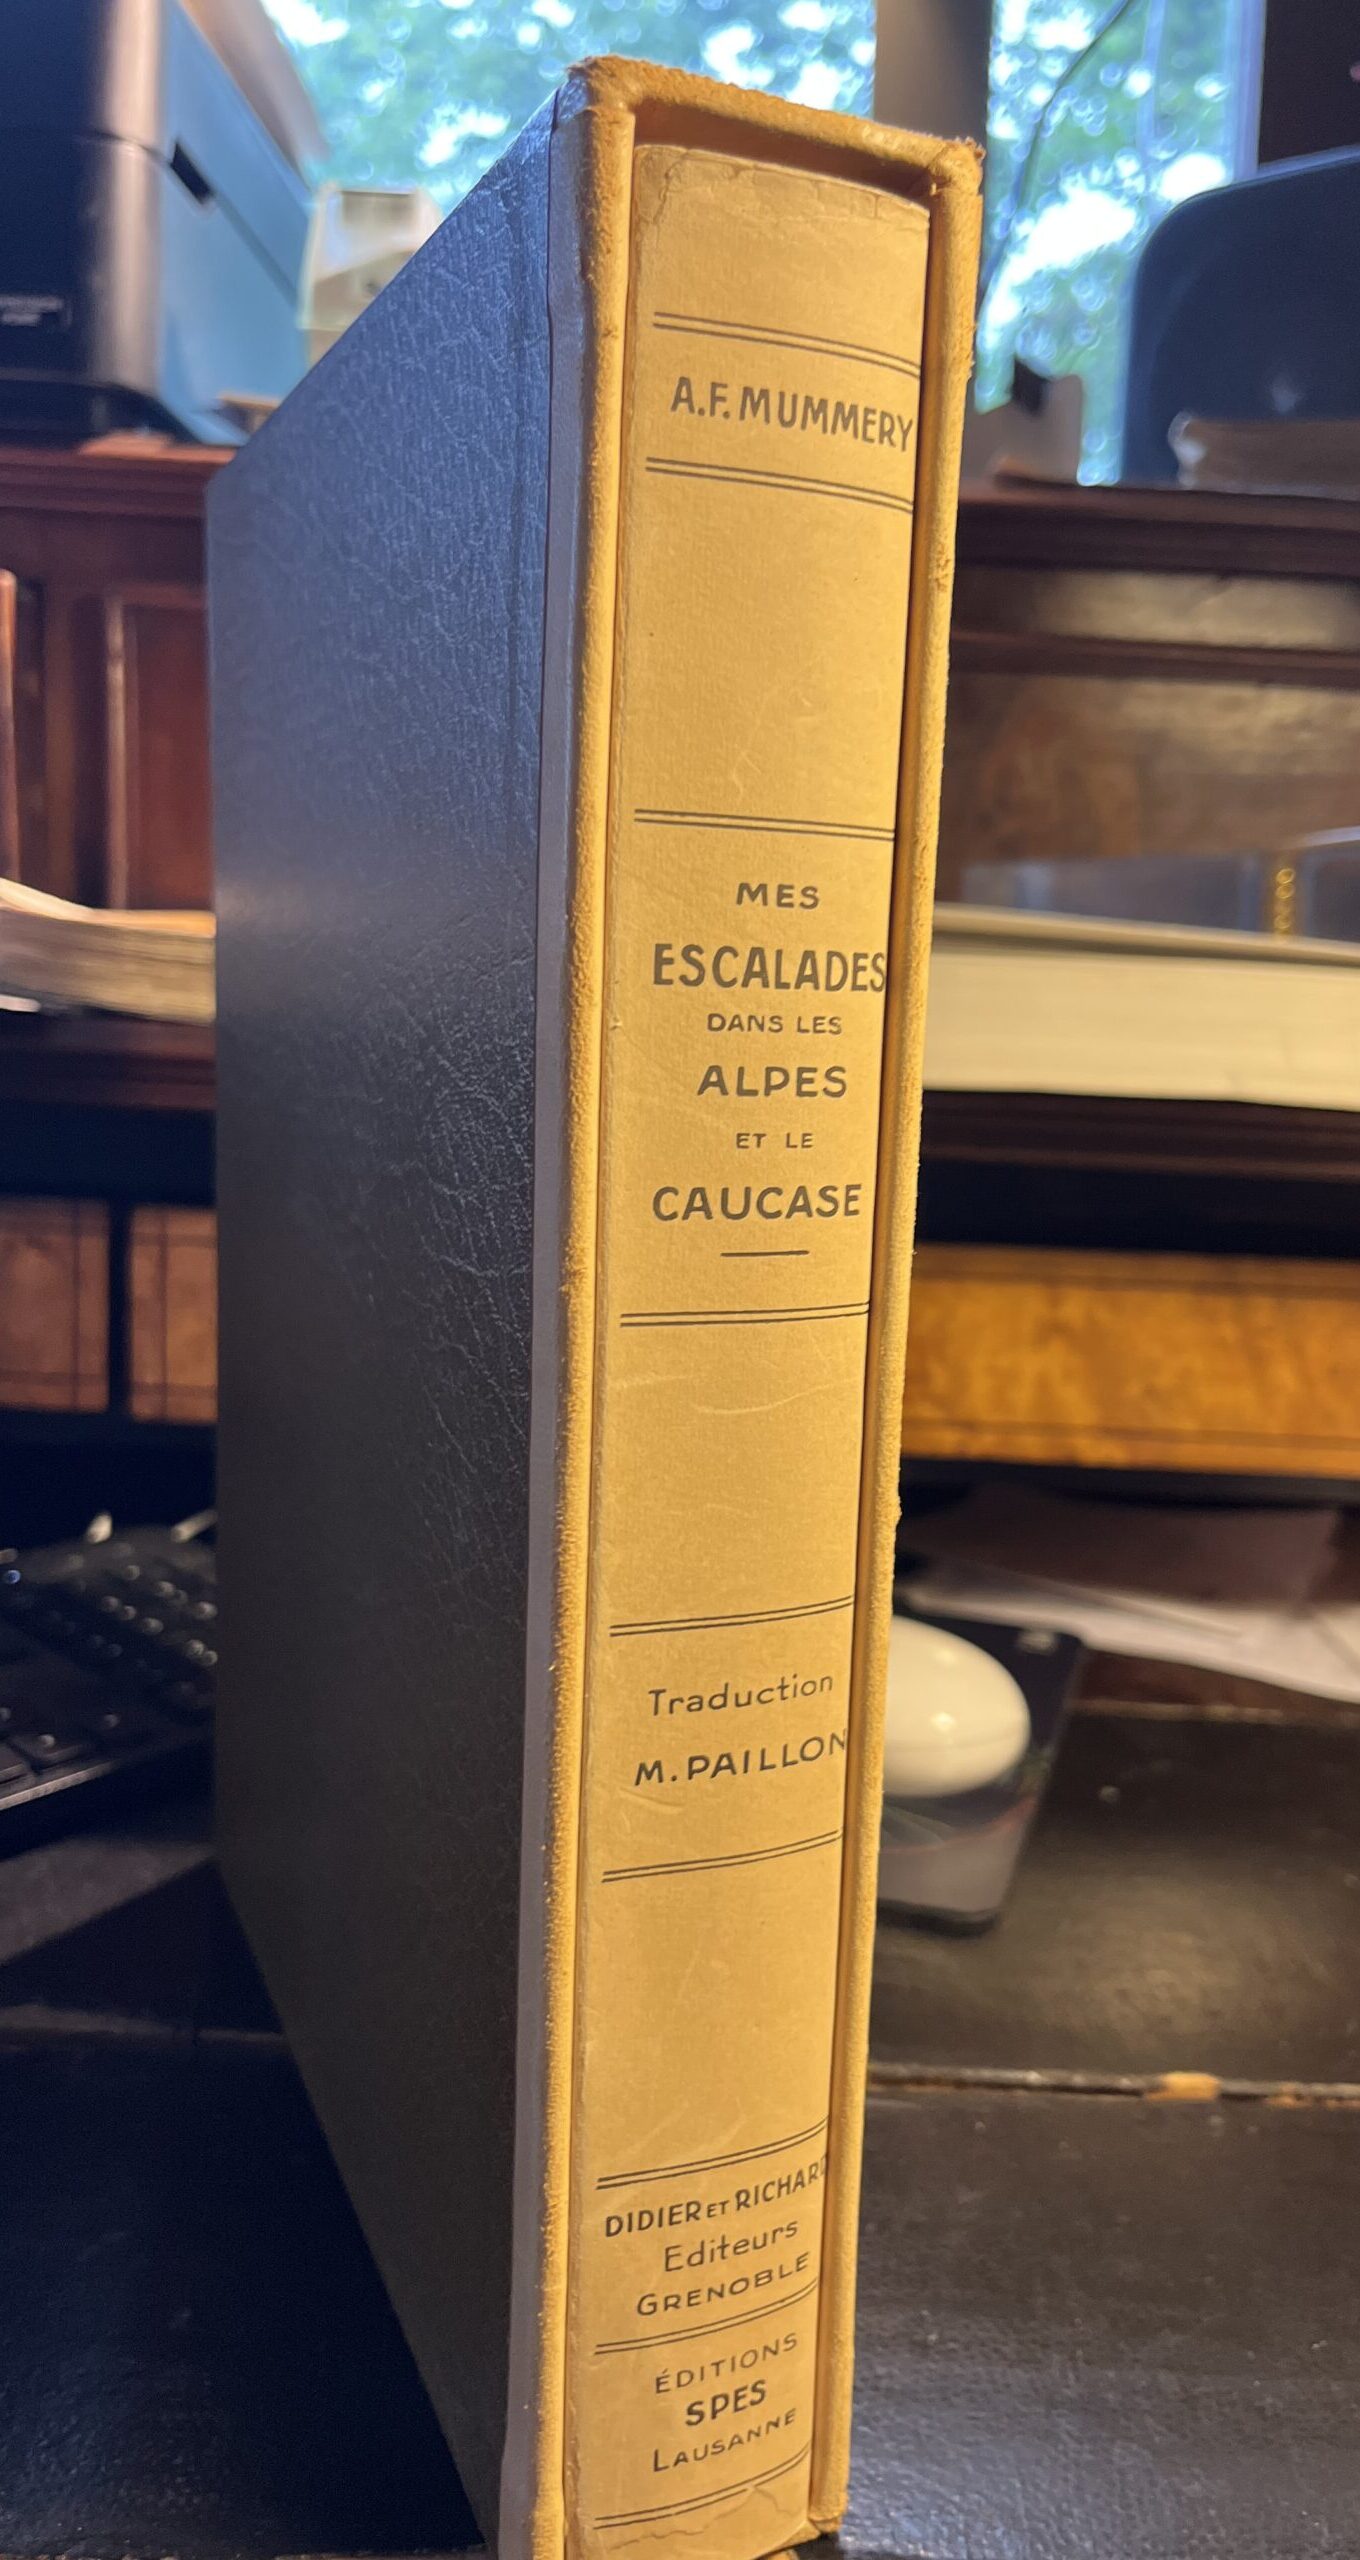 A.F. MUMMERY
MES
ESCALADES
DANS LES
ALPES
ET LE
CAUCASE
Traduction
M. PAILLON
DIDIER ET RICHARD
Editeurs
GRENOBLE
ÉDITIONS
SPES
LAUSANNE